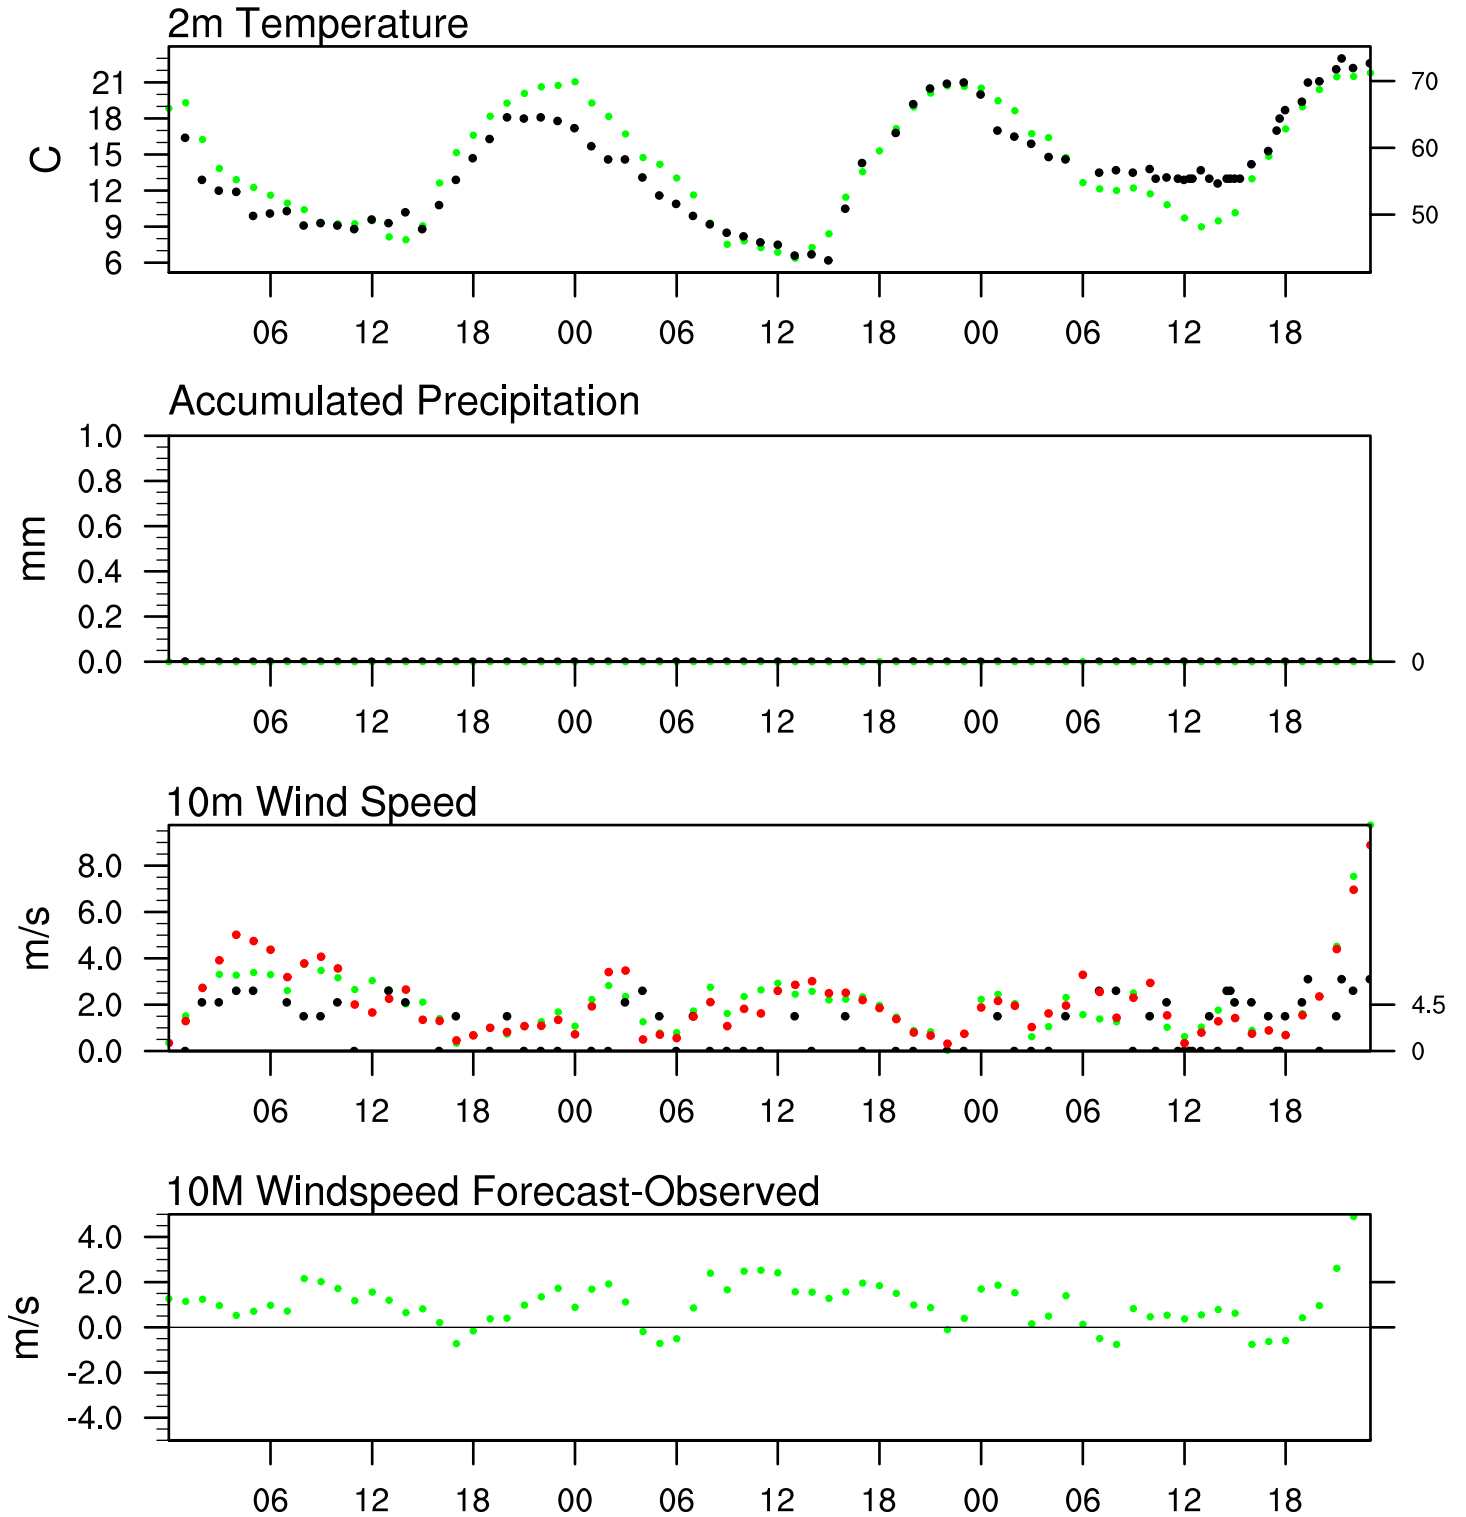 2m Temperature
21
18
15
12
9
6
C
70
60
50
06 12 18 00 06 12 18 00 06 12 18
Accumulated Precipitation
1.0
0.8
0.6
0.4
0.2
0.0
mm
0
06 12 18 00 06 12 18 00 06 12 18
10m Wind Speed
8.0
6.0
4.0
2.0
0.0
m/s
4.5
0
06 12 18 00 06 12 18 00 06 12 18
10M Windspeed Forecast-Observed
4.0
2.0
0.0
-2.0
-4.0
m/s
06 12 18 00 06 12 18 00 06 12 18